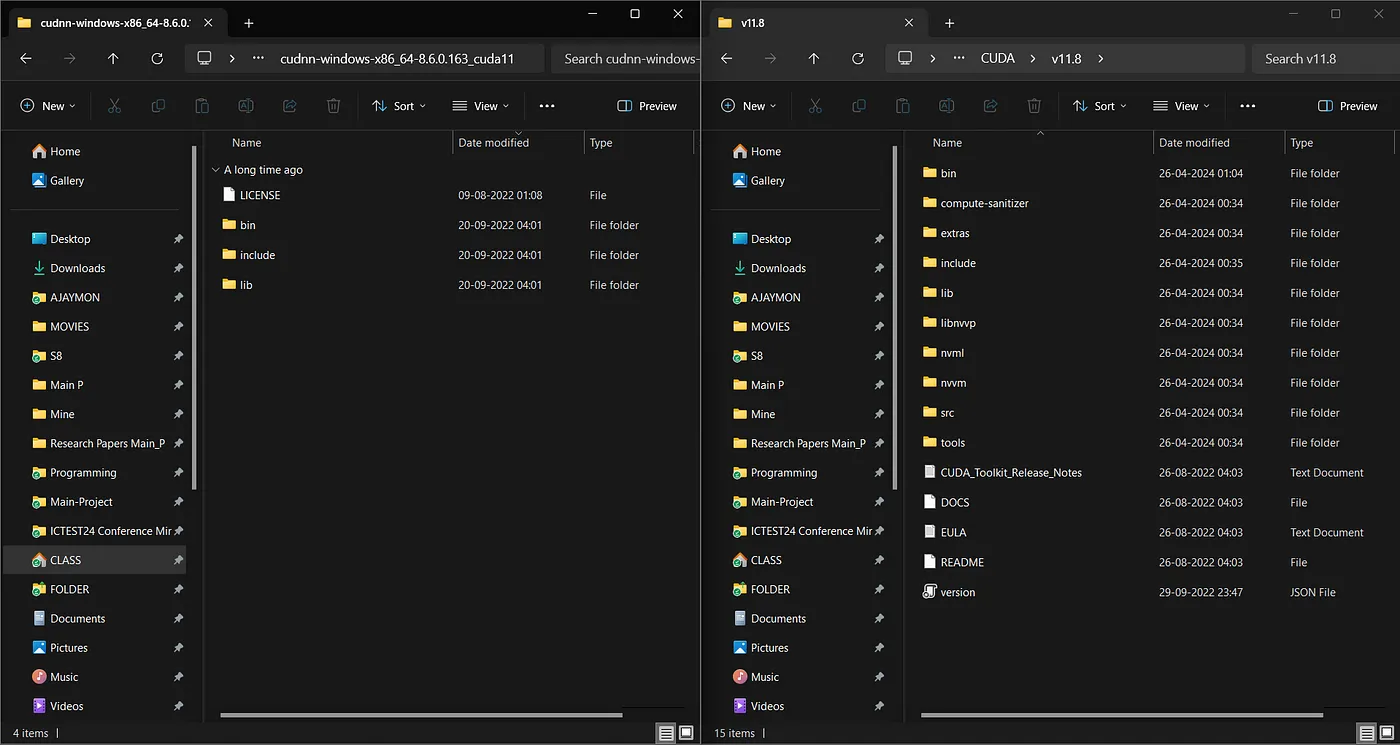 cudnn-windows-x86_64-8.6.0.1
cudnn-windows-x86_64-8.6.0.163_cuda11
Search cudnn-windows-
New
Sort
View
Preview
Home
Gallery
Desktop
Downloads
AJAYMON
MOVIES
S8
Main P
Mine
Research Papers Main_P
Programming
Main-Project
ICTEST24 Conference Mir
CLASS
FOLDER
Documents
Pictures
Music
Videos
Name Date modified Type
A long time ago
LICENSE 09-08-2022 01:08 File
bin 20-09-2022 04:01 File folder
include 20-09-2022 04:01 File folder
lib 20-09-2022 04:01 File folder
4 items
v11.8
CUDA v11.8
Search v11.8
New
Sort
View
Preview
Home
Gallery
Desktop
Downloads
AJAYMON
MOVIES
S8
Main P
Mine
Research Papers Main_P
Programming
Main-Project
ICTEST24 Conference Mir
CLASS
FOLDER
Documents
Pictures
Music
Videos
Name Date modified Type
bin 26-04-2024 01:04 File folder
compute-sanitizer 26-04-2024 00:34 File folder
extras 26-04-2024 00:34 File folder
include 26-04-2024 00:35 File folder
lib 26-04-2024 00:34 File folder
libnvvp 26-04-2024 00:34 File folder
nvml 26-04-2024 00:34 File folder
nvvm 26-04-2024 00:34 File folder
src 26-04-2024 00:34 File folder
tools 26-04-2024 00:34 File folder
CUDA_Toolkit_Release_Notes 26-08-2022 04:03 Text Document
DOCS 26-08-2022 04:03 File
EULA 26-08-2022 04:03 Text Document
README 26-08-2022 04:03 File
version 29-09-2022 23:47 JSON File
15 items